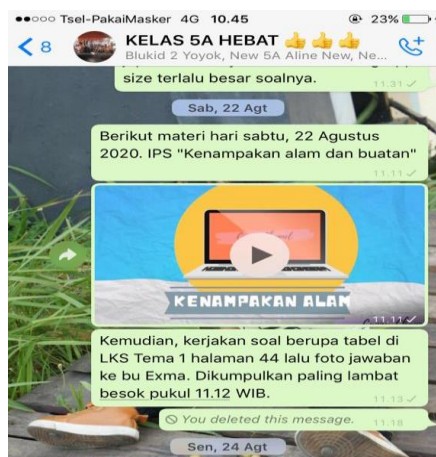 Tsel-PakaiMasker 4G 10.45 23%
8 KELAS 5A HEBAT 👍👍👍
Blukid 2 Yoyok, New 5A Aline New, Ne...
size terlalu besar soalnya.
11.31
Sab, 22 Agt
Berikut materi hari sabtu, 22 Agustus
2020. IPS "Kenampakan alam dan buatan"
11.11
KENAMPAKAN ALAM
11.11
Kemudian, kerjakan soal berupa tabel di
LKS Tema 1 halaman 44 lalu foto jawaban
ke bu Exma. Dikumpulkan paling lambat
besok pukul 11.12 WIB.
11.13
You deleted this message. 11.18
Sen, 24 Agt